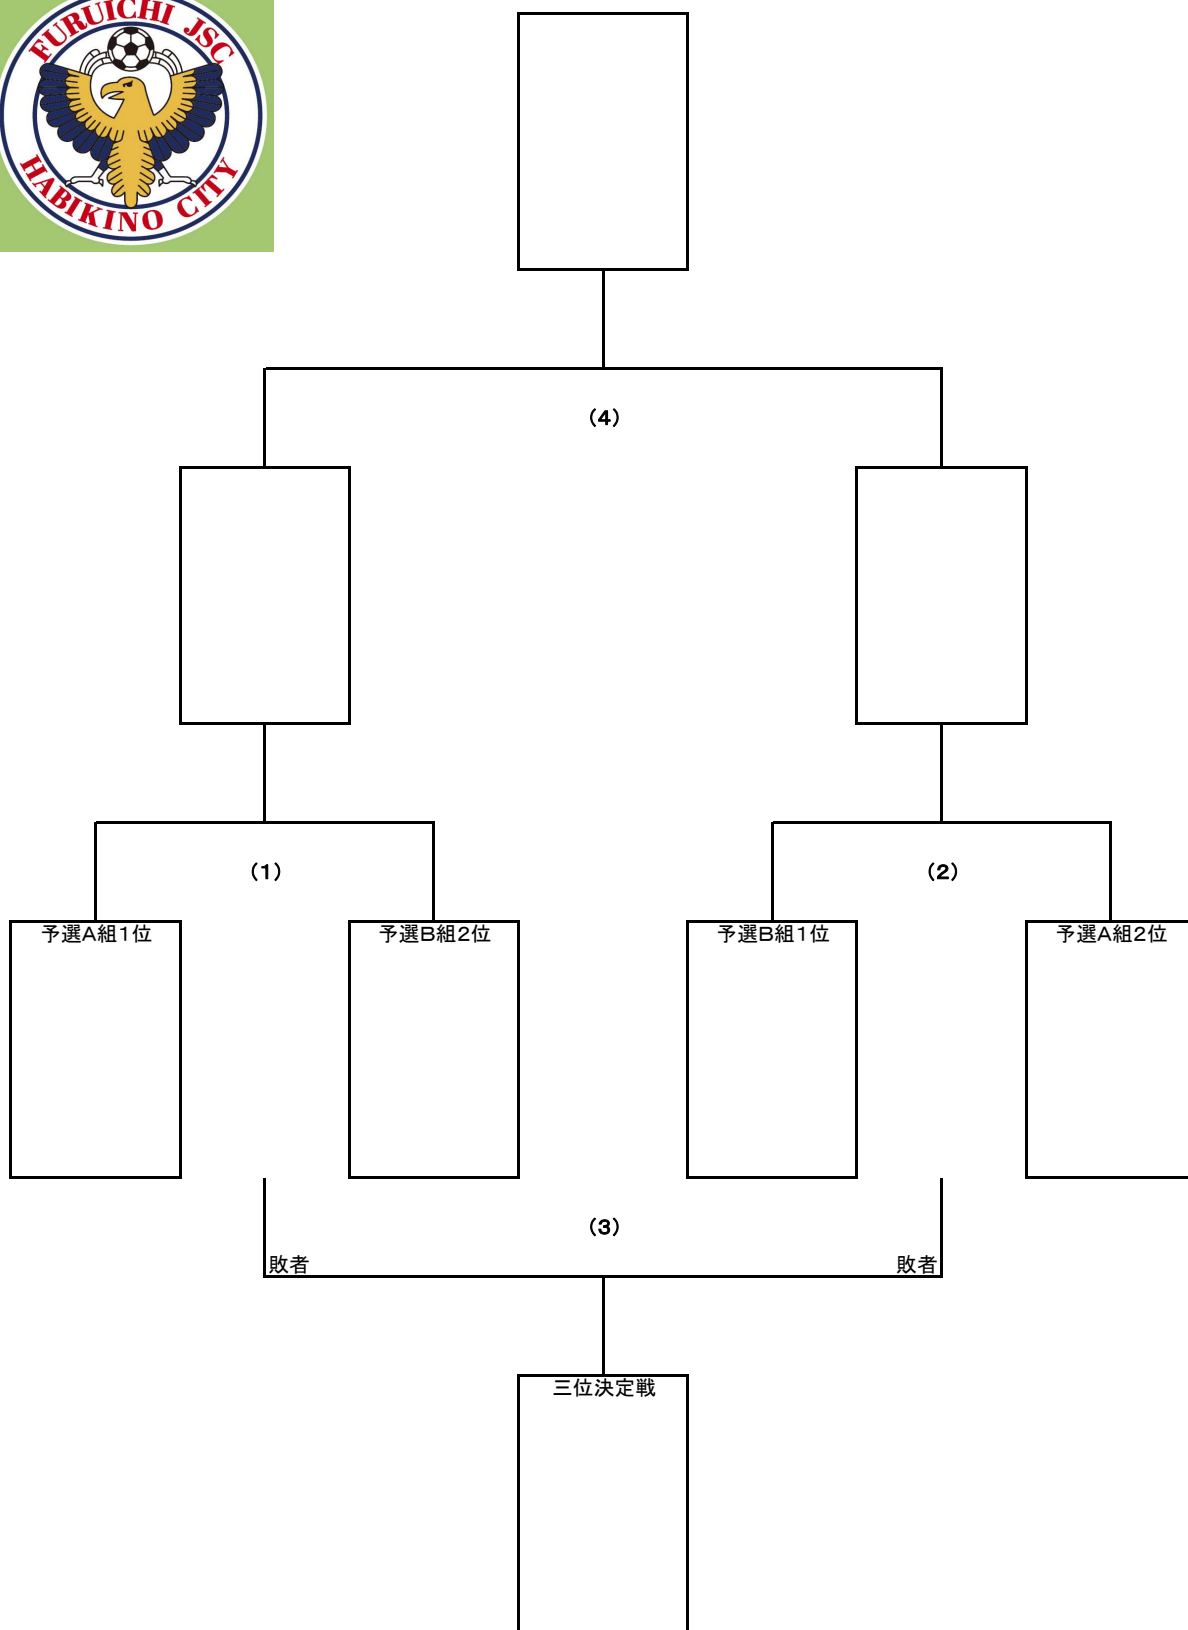 FURUICHI JSC
HABIKINO CITY
（4）
（1）
（2）
予選A組1位
予選B組2位
予選B組1位
予選A組2位
（3）
敗者
敗者
三位決定戦